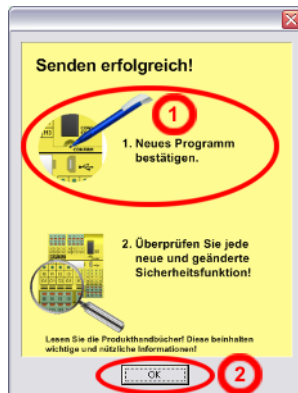 Senden erfolgreich!
1
1. Neues Programm
bestätigen.
CONFIRM
2. Überprüfen Sie jede
neue und geänderte
Sicherheitsfunktion!
Lesen Sie die Produkthandbücher! Diese beinhalten
wichtige und nützliche Informationen!
OK
2